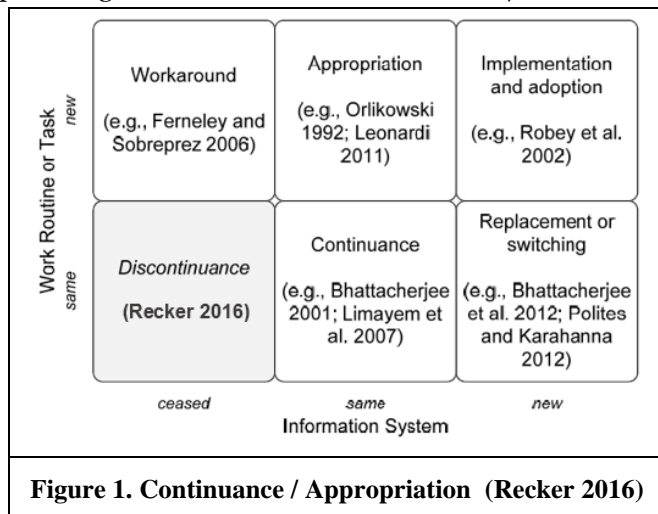 Workaround
(e.g., Ferneley and
Sobreprez 2006)
Appropriation
(e.g., Orlikowski
1992; Leonardi
2011)
Implementation
and adoption
(e.g., Robey et al.
2002)
Work Routine or Task
new
same
Discontinuance
(Recker 2016)
Continuance
(e.g., Bhattacherjee
2001; Limayem et
al. 2007)
Replacement or
switching
(e.g., Bhattacherjee
et al. 2012; Polites
and Karahanna
2012)
ceased
same
new
Information System
Figure 1. Continuance / Appropriation (Recker 2016)